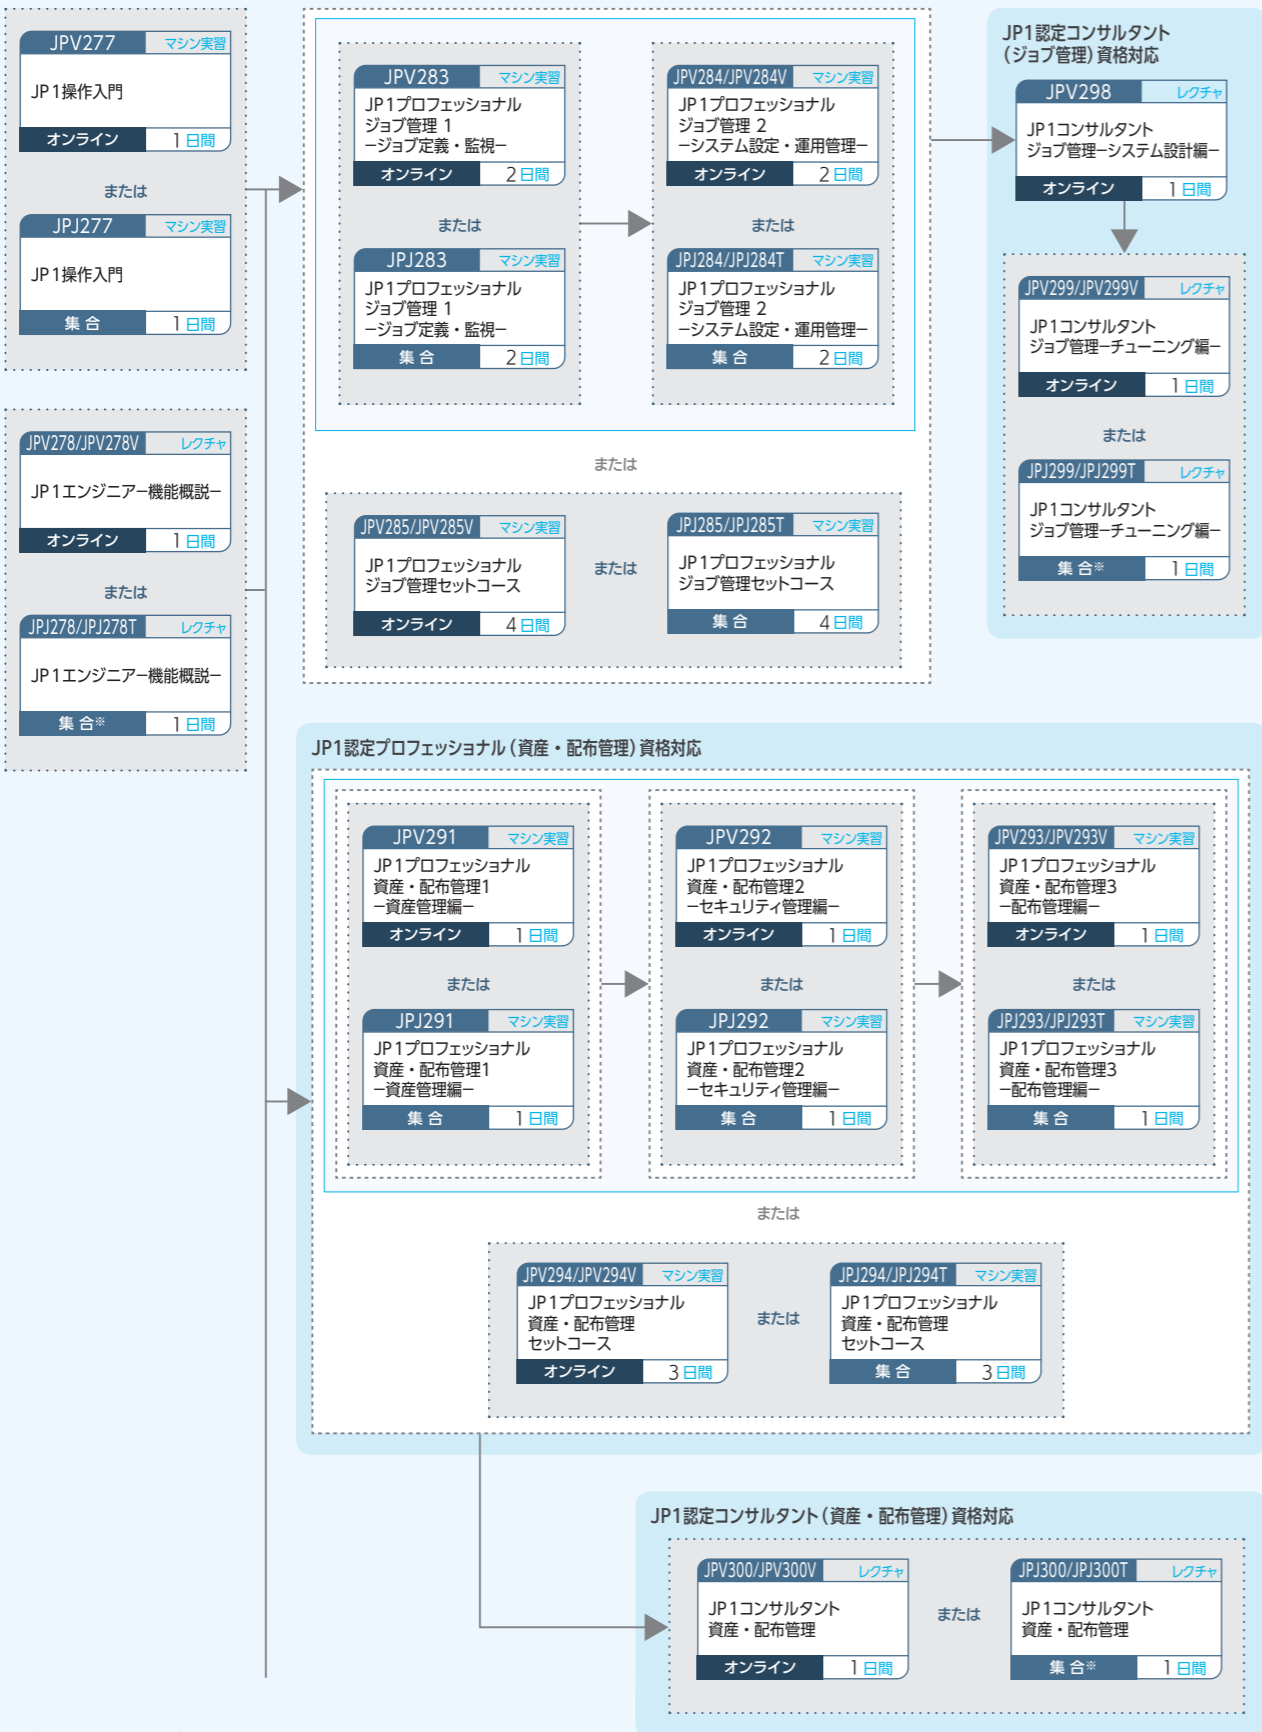 JPV277 マシン実習
JP1操作入門
オンライン 1日間
または
JPJ277 マシン実習
JP1操作入門
集合 1日間
JPV278/JPV278V レクチャ
JP1エンジニアー機能概説ー
オンライン 1日間
または
JPJ278/JPJ278T レクチャ
JP1エンジニアー機能概説ー
集合※ 1日間
JPV283 マシン実習
JP1プロフェッショナル
ジョブ管理 1
ージョブ定義・監視ー
オンライン 2日間
または
JPJ283 マシン実習
JP1プロフェッショナル
ジョブ管理 1
ージョブ定義・監視ー
集合 2日間
JPV284/JPV284V マシン実習
JP1プロフェッショナル
ジョブ管理 2
ーシステム設定・運用管理ー
オンライン 2日間
または
JPJ284/JPJ284T マシン実習
JP1プロフェッショナル
ジョブ管理 2
ーシステム設定・運用管理ー
集合 2日間
または
JPV285/JPV285V マシン実習
JP1プロフェッショナル
ジョブ管理セットコース
オンライン 4日間
または
JPJ285/JPJ285T マシン実習
JP1プロフェッショナル
ジョブ管理セットコース
集合 4日間
JP1認定コンサルタント
(ジョブ管理)資格対応
JPV298 レクチャ
JP1コンサルタント
ジョブ管理ーシステム設計編ー
オンライン 1日間
JPV299/JPV299V レクチャ
JP1コンサルタント
ジョブ管理ーチューニング編ー
オンライン 1日間
または
JPJ299/JPJ299T レクチャ
JP1コンサルタント
ジョブ管理ーチューニング編ー
集合※ 1日間
JP1認定プロフェッショナル(資産・配布管理)資格対応
JPV291 マシン実習
JP1プロフェッショナル
資産・配布管理1
ー資産管理編ー
オンライン 1日間
または
JPJ291 マシン実習
JP1プロフェッショナル
資産・配布管理1
ー資産管理編ー
集合 1日間
JPV292 マシン実習
JP1プロフェッショナル
資産・配布管理2
ーセキュリティ管理編ー
オンライン 1日間
または
JPJ292 マシン実習
JP1プロフェッショナル
資産・配布管理2
ーセキュリティ管理編ー
集合 1日間
JPV293/JPV293V マシン実習
JP1プロフェッショナル
資産・配布管理3
ー配布管理編ー
オンライン 1日間
または
JPJ293/JPJ293T マシン実習
JP1プロフェッショナル
資産・配布管理3
ー配布管理編ー
集合 1日間
または
JPV294/JPV294V マシン実習
JP1プロフェッショナル
資産・配布管理
セットコース
オンライン 3日間
または
JPJ294/JPJ294T マシン実習
JP1プロフェッショナル
資産・配布管理
セットコース
集合 3日間
JP1認定コンサルタント(資産・配布管理)資格対応
JPV300/JPV300V レクチャ
JP1コンサルタント
資産・配布管理
オンライン 1日間
または
JPJ300/JPJ300T レクチャ
JP1コンサルタント
資産・配布管理
集合※ 1日間